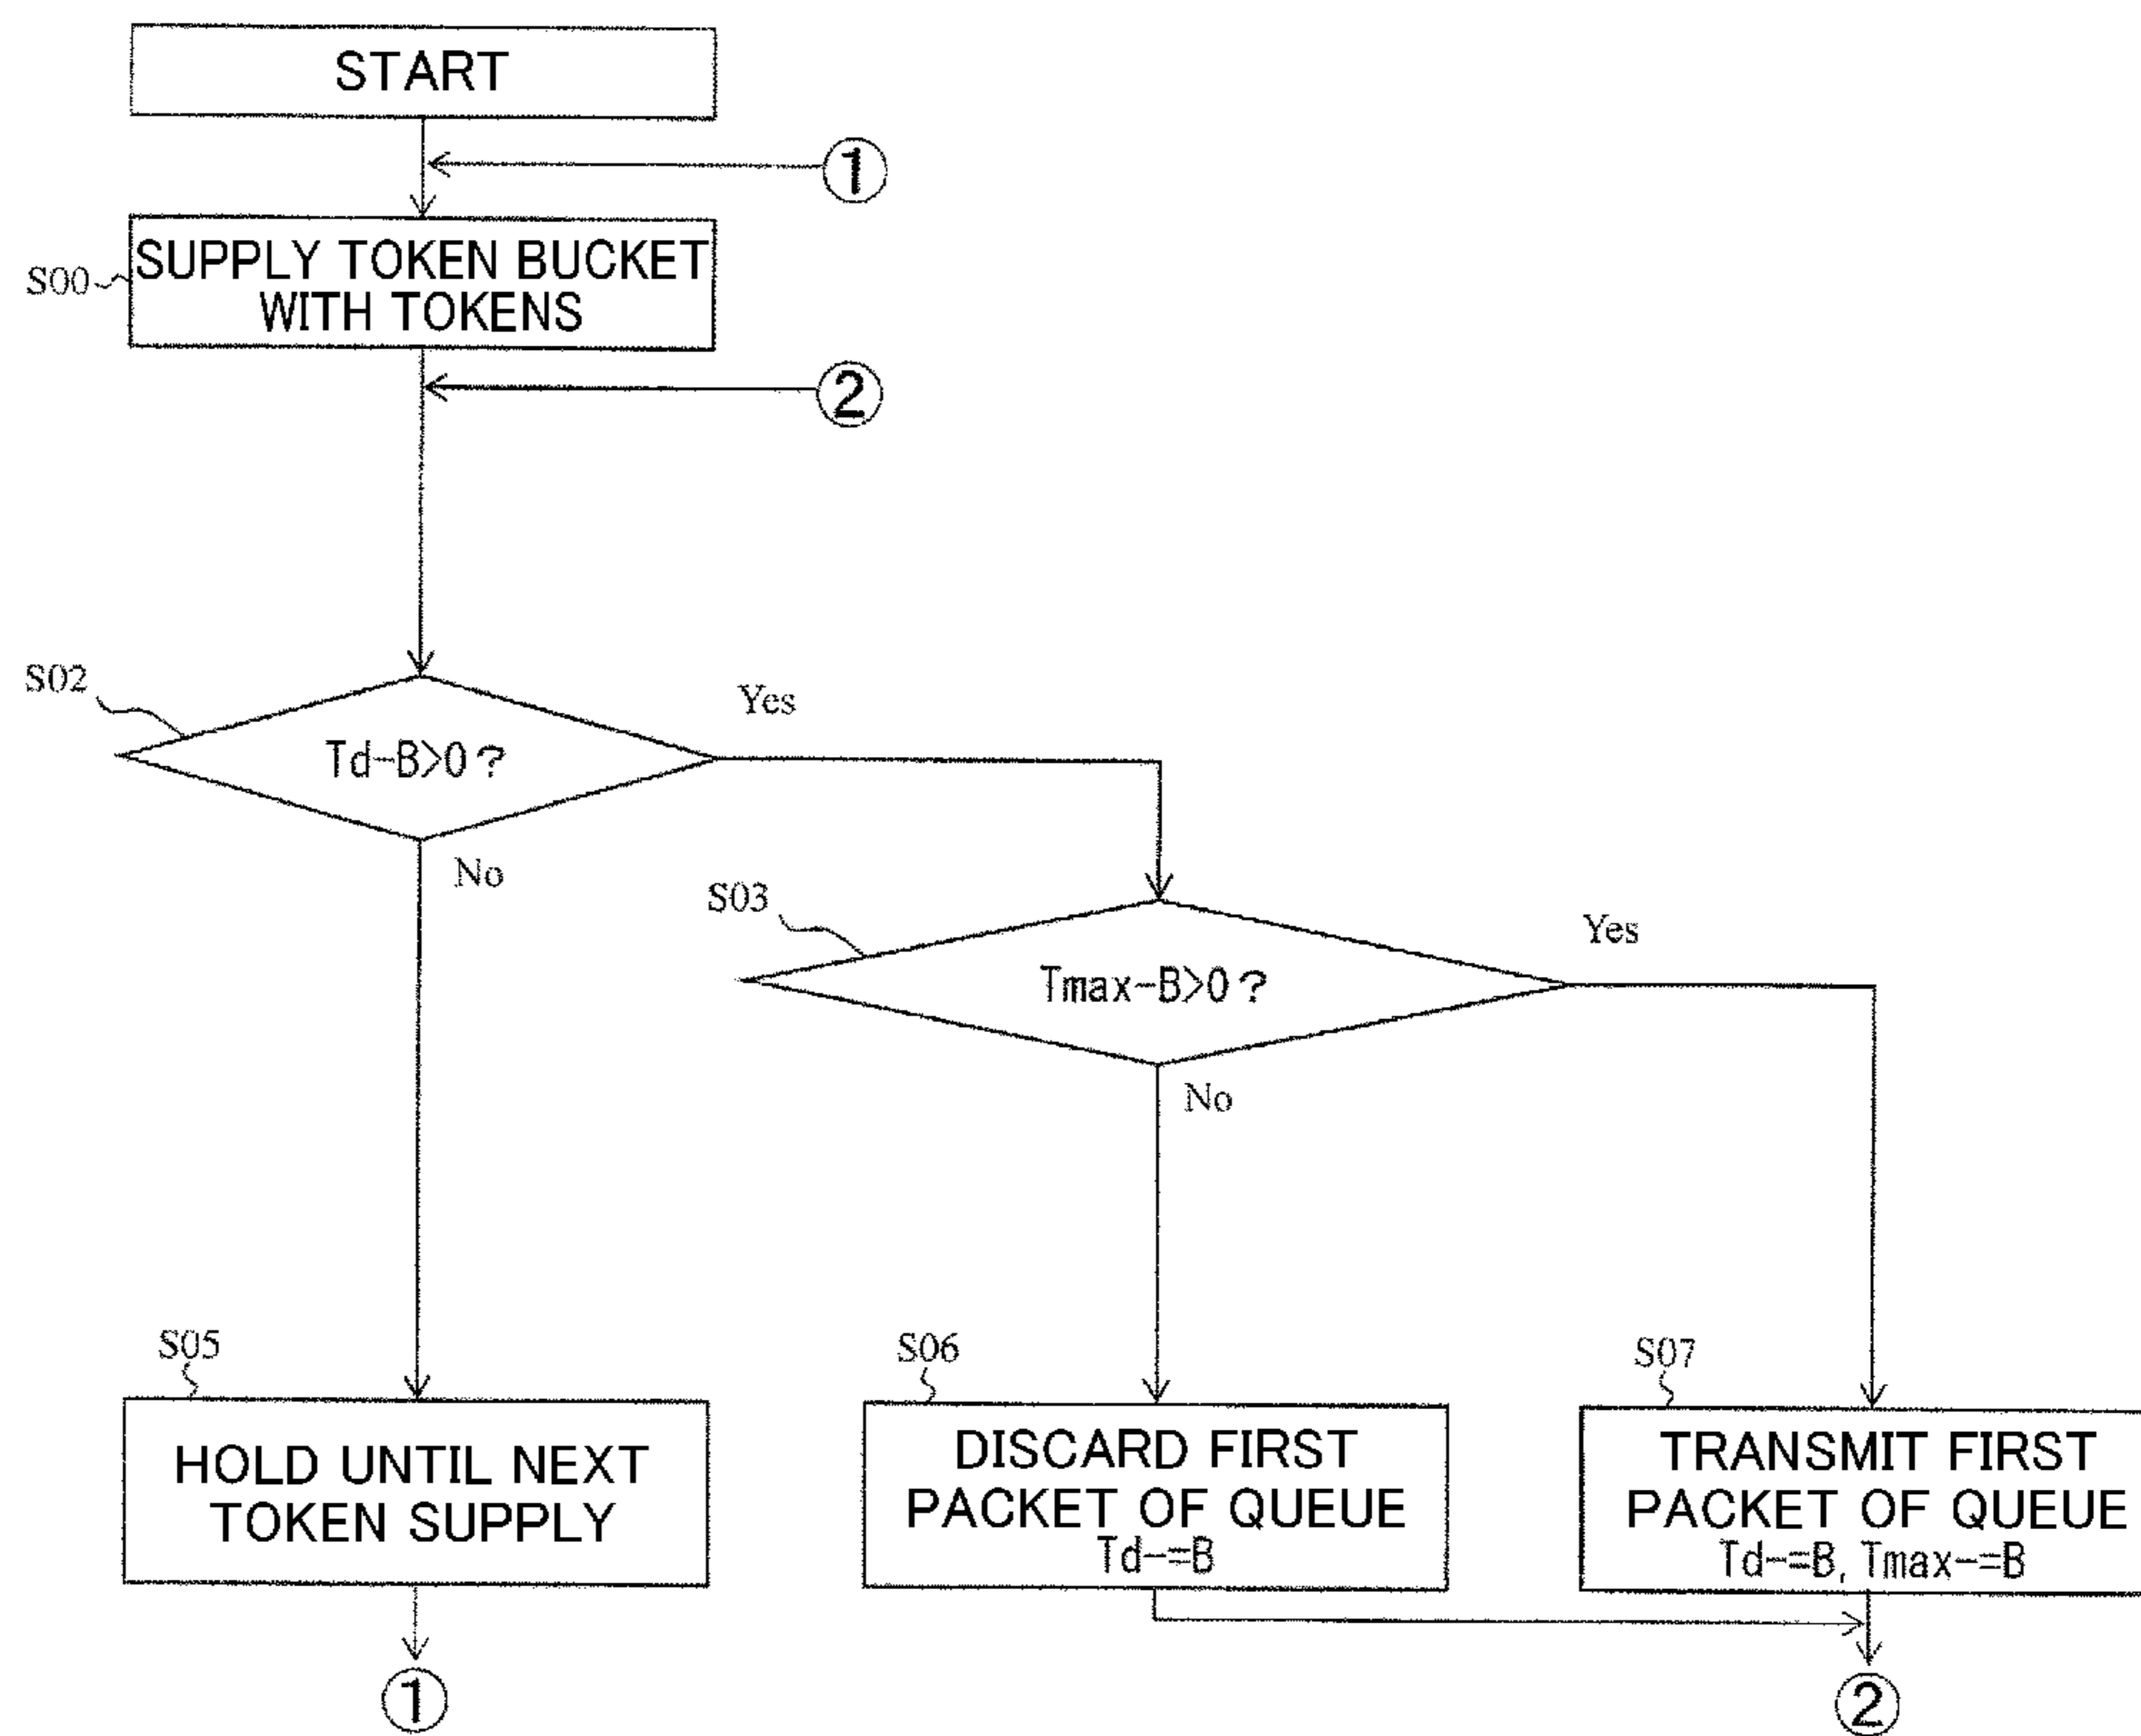 START
①
S00
SUPPLY TOKEN BUCKET
WITH TOKENS
②
S02
Yes
Td-B>0?
No
S03
Yes
Tmax-B>0?
No
S05
HOLD UNTIL NEXT
TOKEN SUPPLY
S06
DISCARD FIRST
PACKET OF QUEUE
Td-=B
S07
TRANSMIT FIRST
PACKET OF QUEUE
Td-=B, Tmax-=B
①
②